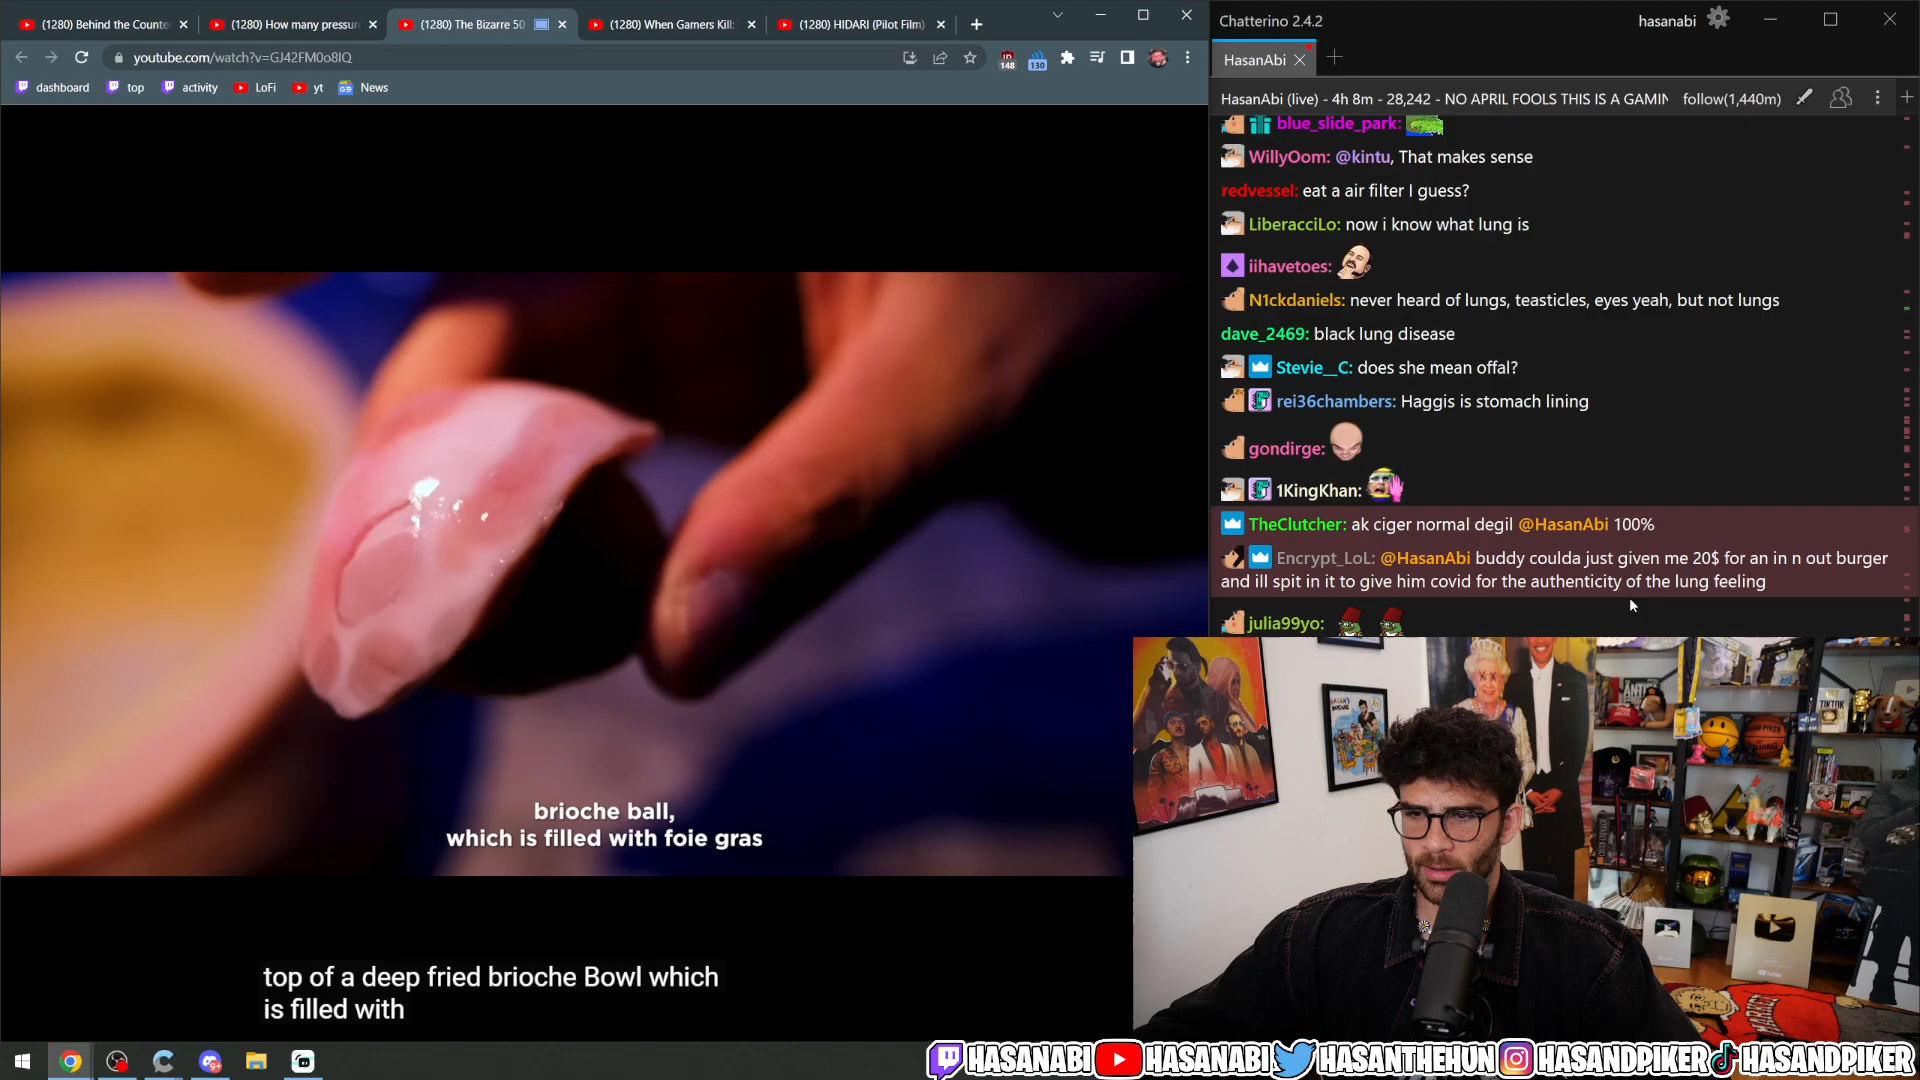 (1280) Behind the Counte
(1280) How many pressur
(1280) The Bizarre 50
(1280) When Gamers Kill:
(1280) HIDARI (Pilot Film)
youtube.com/watch?v=GJ42FM0o8IQ
148
130
dashboard
top
activity
LoFi
yt
News
brioche ball,
which is filled with foie gras
top of a deep fried brioche Bowl which
is filled with
Chatterino 2.4.2
hasanabi
HasanAbi
HasanAbi (live) - 4h 8m - 28,242 - NO APRIL FOOLS THIS IS A GAMIN
follow(1,440m)
blue_slide_park:
WillyOom: @kintu, That makes sense
redvessel: eat a air filter I guess?
LiberacciLo: now i know what lung is
iihavetoes:
N1ckdaniels: never heard of lungs, teasticles, eyes yeah, but not lungs
dave_2469: black lung disease
Stevie__C: does she mean offal?
rei36chambers: Haggis is stomach lining
gondirge:
1KingKhan:
TheClutcher: ak ciger normal degil @HasanAbi 100%
Encrypt_LoL: @HasanAbi buddy coulda just given me 20$ for an in n out burger
and ill spit in it to give him covid for the authenticity of the lung feeling
julia99yo:
TIKTOK
HASANABI
HASANABI
HASANTHEHUN
HASANDPIKER
HASANDPIKER